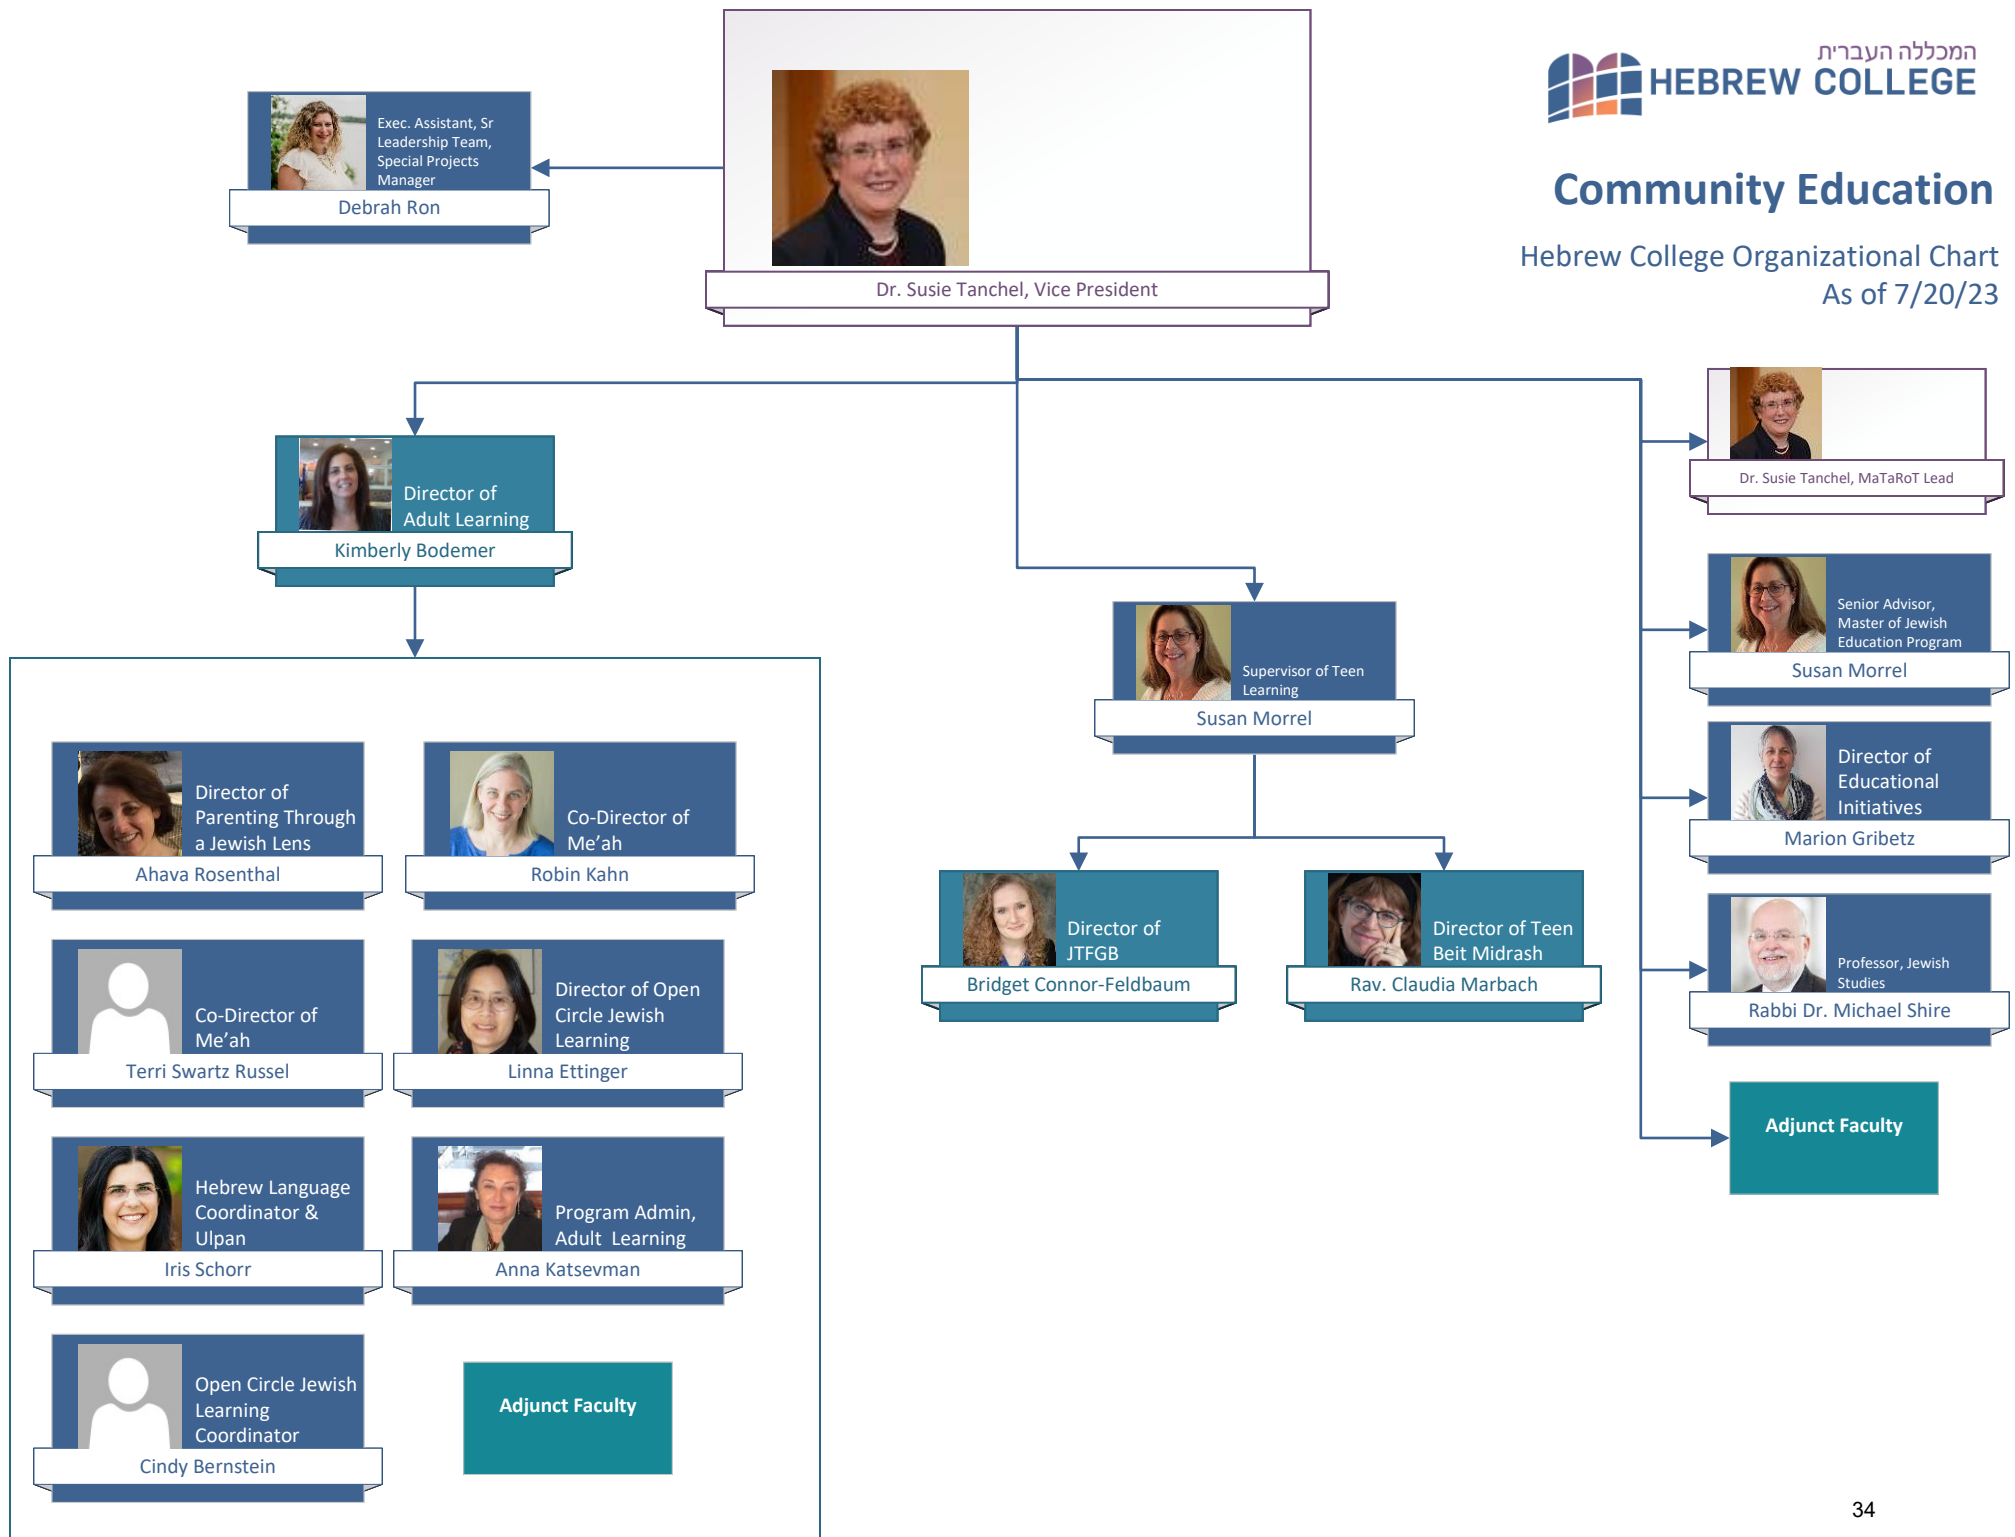 המכללה העברית
HEBREW COLLEGE
Community Education
Hebrew College Organizational Chart
As of 7/20/23
Exec. Assistant, Sr
Leadership Team,
Special Projects
Manager
Debrah Ron
Dr. Susie Tanchel, Vice President
Director of
Adult Learning
Kimberly Bodemer
Director of
Parenting Through
a Jewish Lens
Ahava Rosenthal
Co-Director of
Me’ah
Robin Kahn
Co-Director of
Me’ah
Terri Swartz Russel
Director of Open
Circle Jewish
Learning
Linna Ettinger
Hebrew Language
Coordinator &
Ulpan
Iris Schorr
Program Admin,
Adult  Learning
Anna Katsevman
Open Circle Jewish
Learning
Coordinator
Cindy Bernstein
Adjunct Faculty
Supervisor of Teen
Learning
Susan Morrel
Director of
JTFGB
Bridget Connor-Feldbaum
Director of Teen
Beit Midrash
Rav. Claudia Marbach
Dr. Susie Tanchel, MaTaRoT Lead
Senior Advisor,
Master of Jewish
Education Program
Susan Morrel
Director of
Educational
Initiatives
Marion Gribetz
Professor, Jewish
Studies
Rabbi Dr. Michael Shire
Adjunct Faculty
34